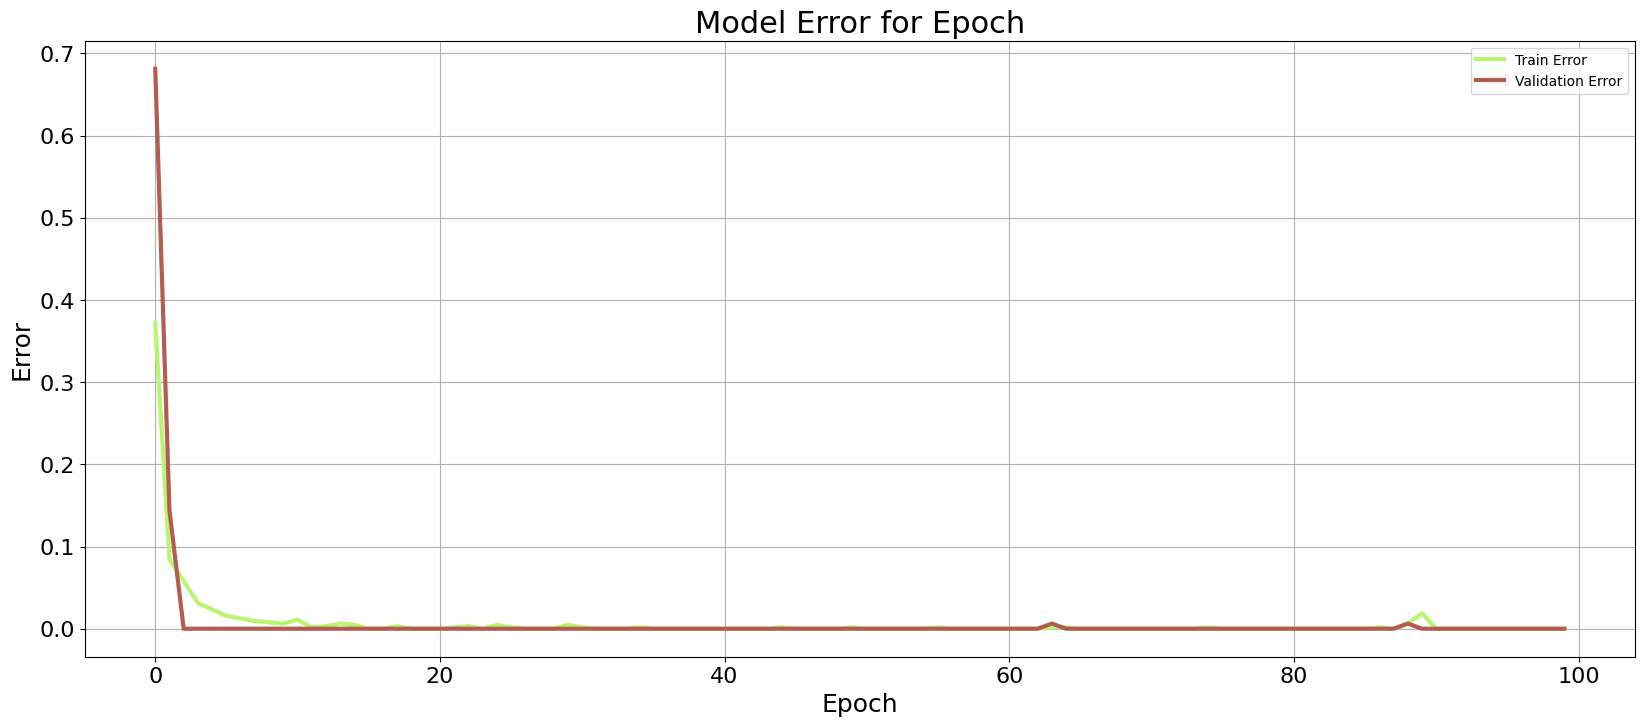 Model Error for Epoch
Train Error
Validation Error
Error
0.7
0.6
0.5
0.4
0.3
0.2
0.1
0.0
0 20 40 60 80 100
Epoch